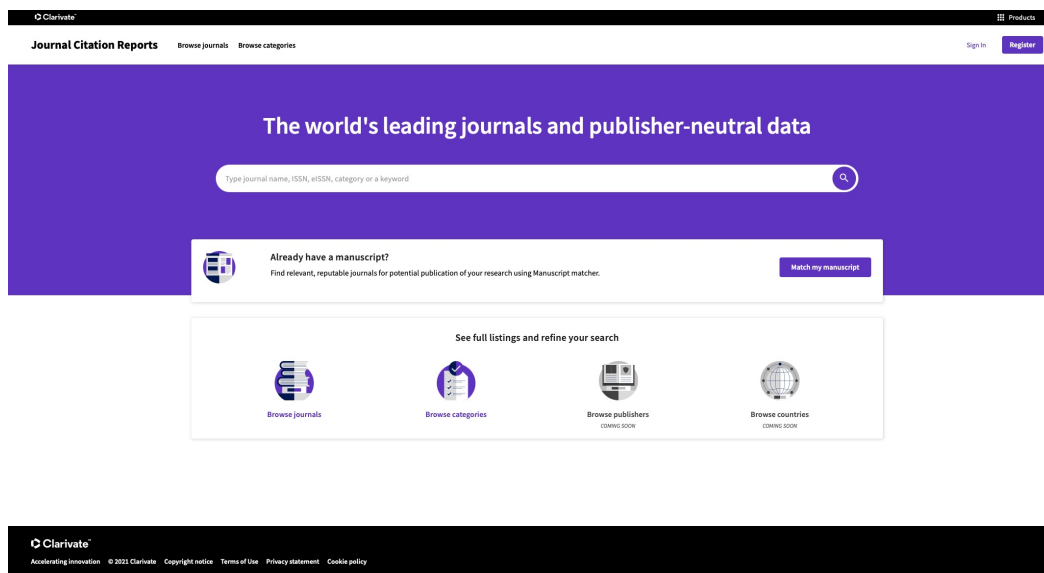 Clarivate™
Products
Journal Citation Reports
Browse journals
Browse categories
Sign In
Register
The world's leading journals and publisher-neutral data
Type journal name, ISSN, eISSN, category or a keyword
Already have a manuscript?
Find relevant, reputable journals for potential publication of your research using Manuscript matcher.
Match my manuscript
See full listings and refine your search
Browse journals
Browse categories
Browse publishers
COMING SOON
Browse countries
COMING SOON
Clarivate™
Accelerating innovation © 2021 Clarivate Copyright notice Terms of Use Privacy statement Cookie policy